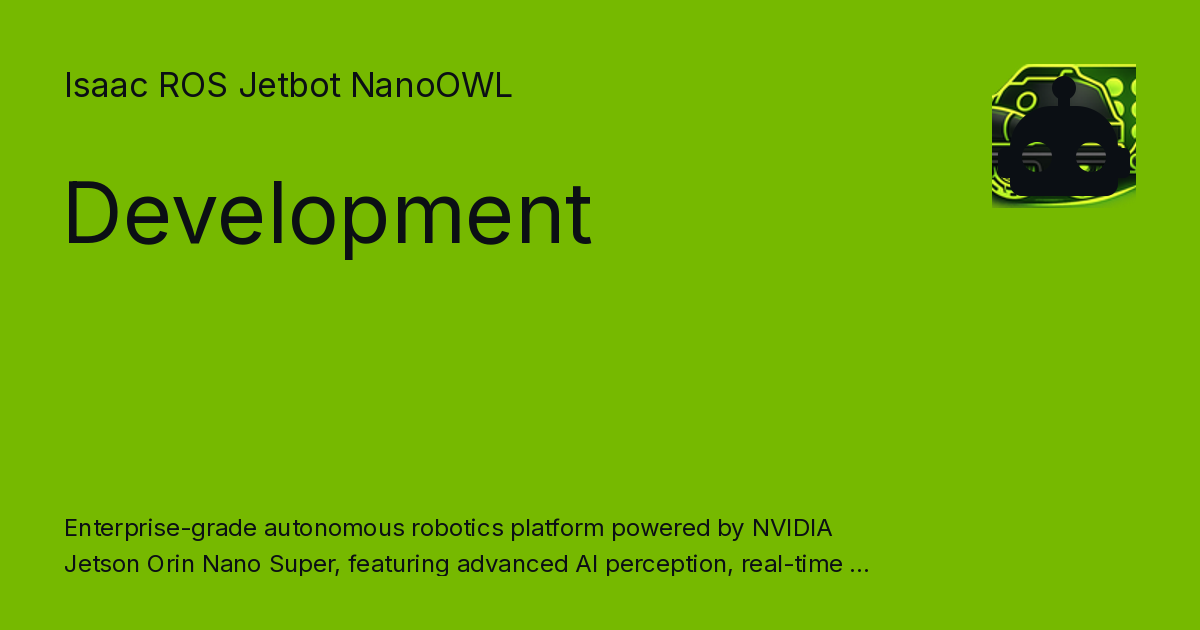 Isaac ROS Jetbot NanoOWL
Development
Enterprise-grade autonomous robotics platform powered by NVIDIA
Jetson Orin Nano Super, featuring advanced AI perception, real-time ...